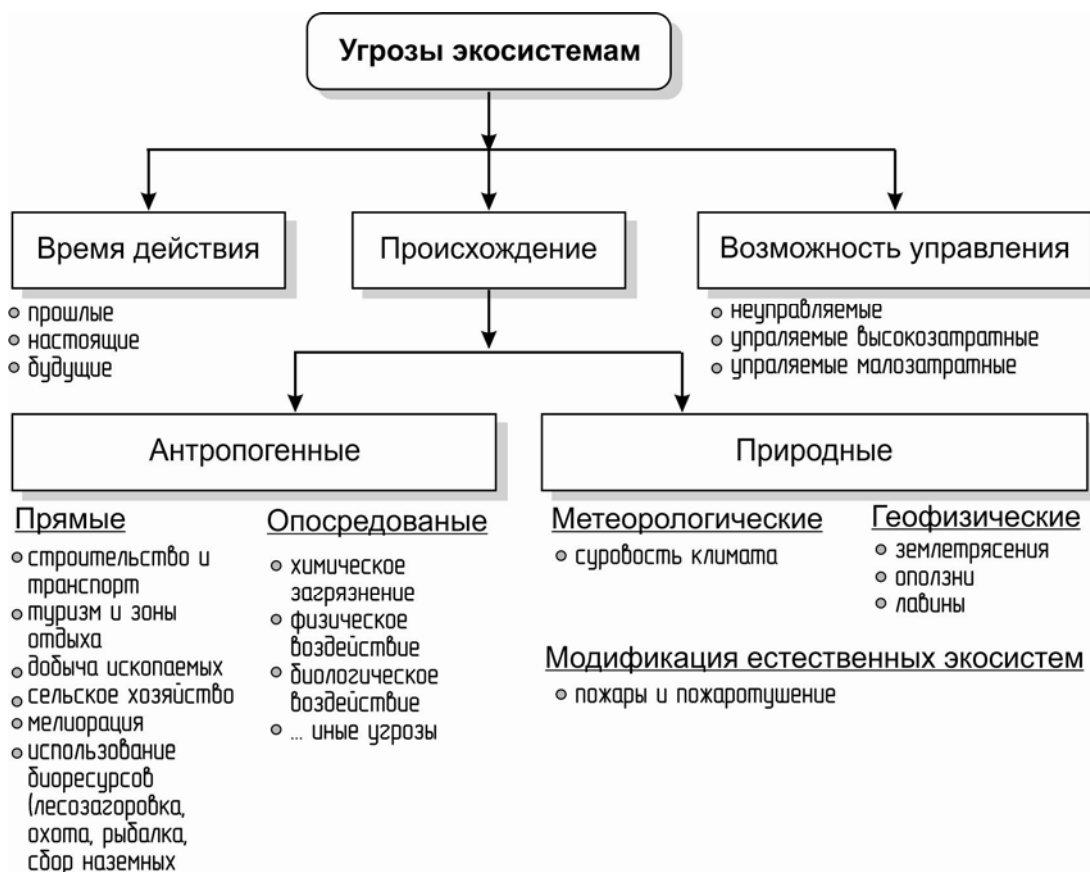 Угрозы экосистемам
Время действия
Происхождение
Возможность управления
прошлые
настоящие
будущие
неуправляемые
упраляемые высокозатратные
упраляемые малозатратные
Антропогенные
Природные
Прямые
строительство и
транспорт
туризм и зоны
отдыха
добыча ископаемых
сельское хозяйство
мелиорация
использование
биоресурсов
(лесозагоровка,
охота, рыбалка,
сбор наземных
Опосредованые
химическое
загрязнение
физическое
воздействие
биологическое
воздействие
... иные угрозы
Метеорологические
суровость климата
Геофизические
землетрясения
оползни
лавины
Модификация естественных экосистем
пожары и пожаротушение